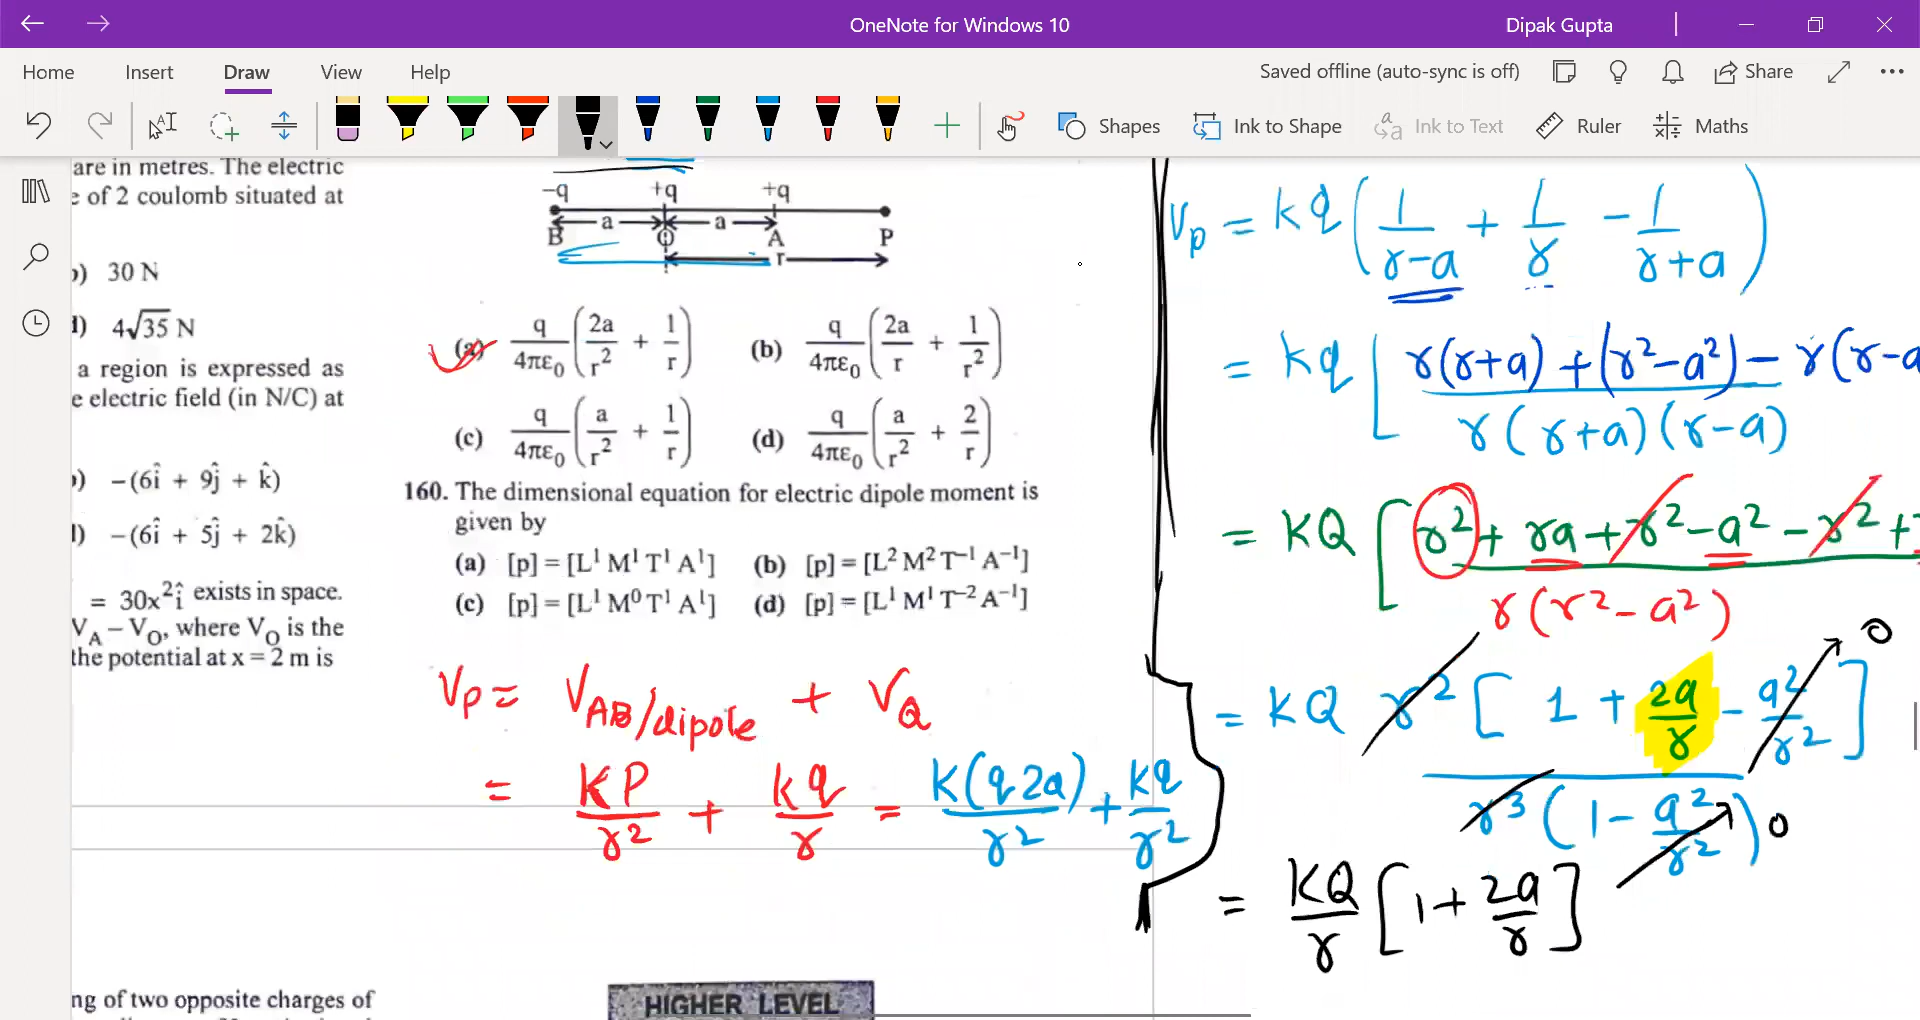 OneNote for Windows 10
Dipak Gupta
Home Insert Draw View Help
Saved offline (auto-sync is off) Share
Shapes Ink to Shape Ink to Text Ruler Maths
are in metres. The electric
e of 2 coulomb situated at
) 30 N
) 4√35 N
a region is expressed as
e electric field (in N/C) at
) -(6î + 9ĵ + k̂)
) -(6î + 5ĵ + 2k̂)
= 30x²î exists in space.
V_A – V_O, where V_O is the
the potential at x = 2 m is
ng of two opposite charges of
-q +q +q
a a
B O A P
r
(a) q/4πε₀ (2a/r² + 1/r) (b) q/4πε₀ (2a/r + 1/r²)
(c) q/4πε₀ (a/r² + 1/r) (d) q/4πε₀ (a/r² + 2/r)
160. The dimensional equation for electric dipole moment is
given by
(a) [p] = [L¹ M¹ T¹ A¹] (b) [p] = [L² M² T⁻¹ A⁻¹]
(c) [p] = [L¹ M⁰ T¹ A¹] (d) [p] = [L¹ M¹ T⁻² A⁻¹]
Vp = V_AB/dipole + V_Q
= KP/r² + kq/r = K(q2a)/r² + kq/r²
HIGHER LEVEL
Vp = kq (1/(r-a) + 1/r - 1/(r+a))
= kq [ r(r+a) + (r²-a²) - r(r-a
r(r+a)(r-a)
= KQ [ r² + ra + r² - a² - r² +
r(r²-a²)
= KQ r² [ 1 + 2a/r - a²/r² ] 0
r³ (1 - a²/r²) 0
= KQ/r [1 + 2a/r]